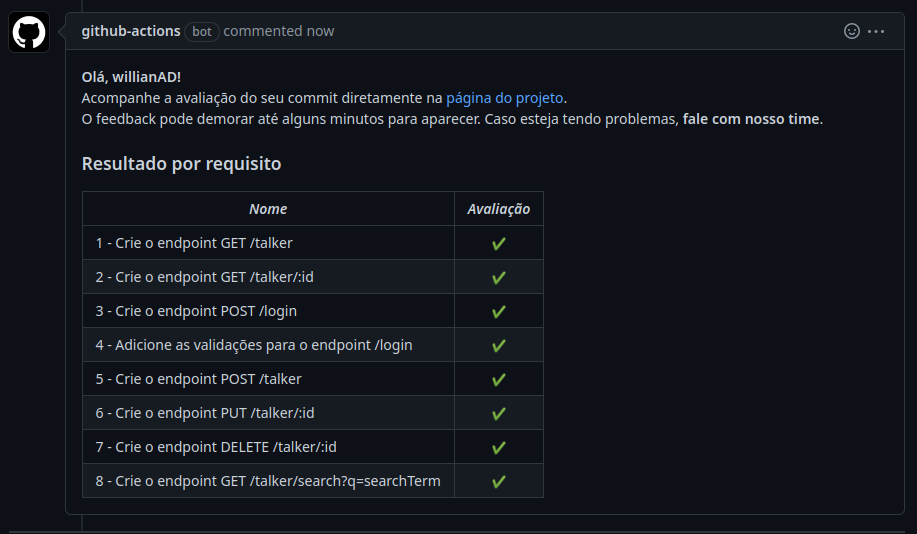 github-actions bot commented now
Olá, willianAD!
Acompanhe a avaliação do seu commit diretamente na página do projeto.
O feedback pode demorar até alguns minutos para aparecer. Caso esteja tendo problemas, fale com nosso time.
Resultado por requisito
Nome Avaliação
1 - Crie o endpoint GET /talker ✔
2 - Crie o endpoint GET /talker/:id ✔
3 - Crie o endpoint POST /login ✔
4 - Adicione as validações para o endpoint /login ✔
5 - Crie o endpoint POST /talker ✔
6 - Crie o endpoint PUT /talker/:id ✔
7 - Crie o endpoint DELETE /talker/:id ✔
8 - Crie o endpoint GET /talker/search?q=searchTerm ✔